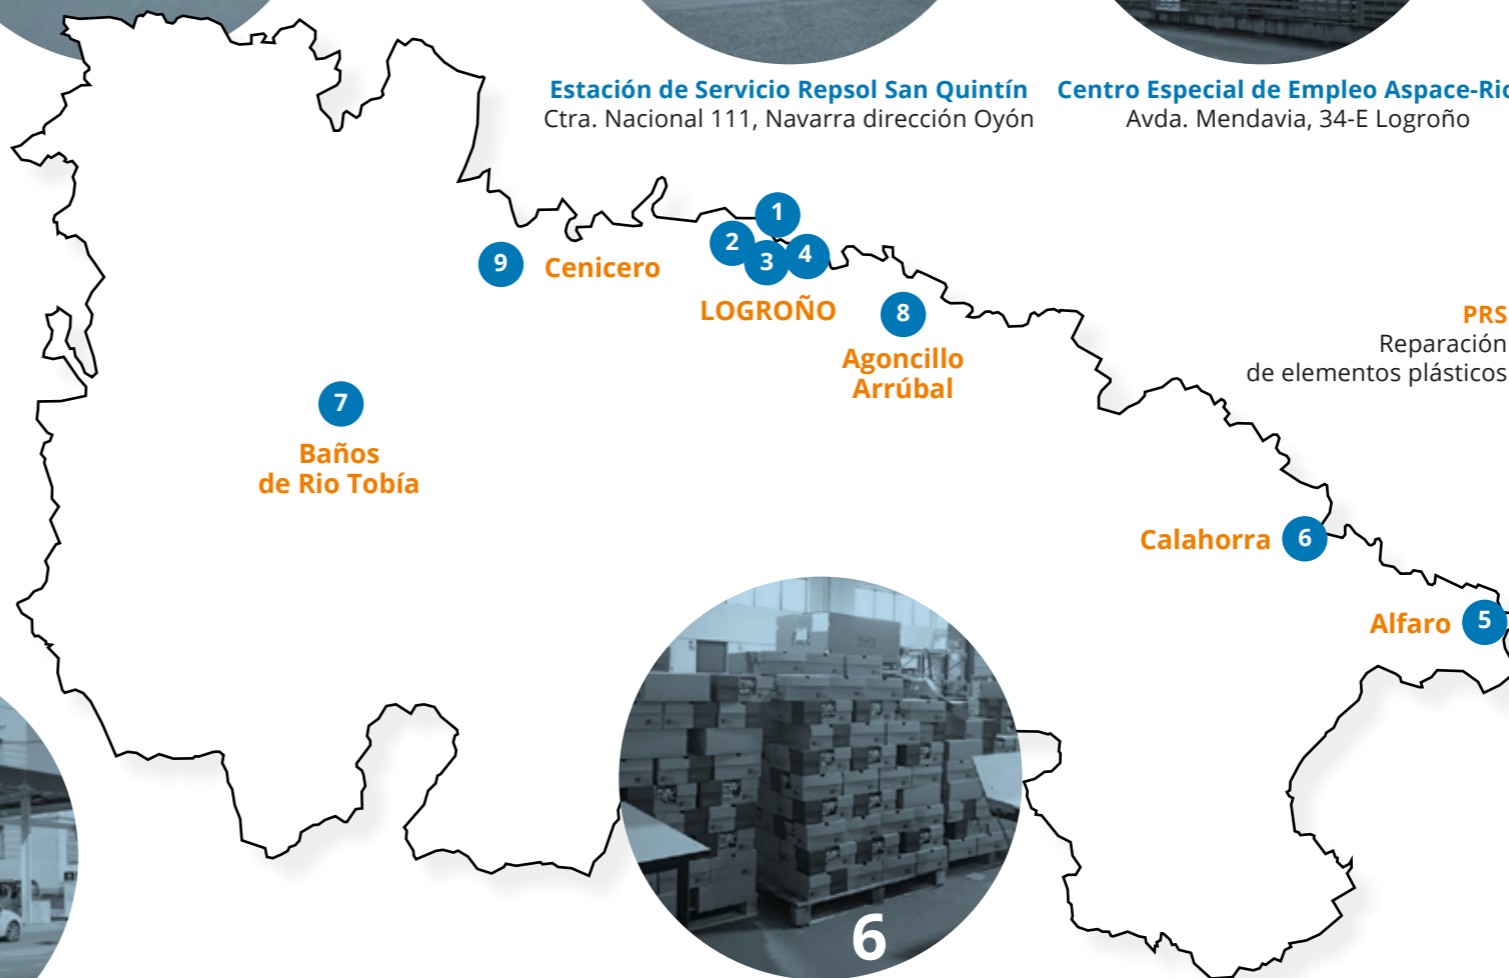 Estación de Servicio Repsol San Quintín
Ctra. Nacional 111, Navarra dirección Oyón
Centro Especial de Empleo
Avda. Mendavia, 34-E Logroño
1
2
3
4
9
Cenicero
LOGROÑO
8
Agoncillo
Arrúbal
PRS
Reparación
de elementos plásticos
7
Baños
de Rio Tobía
Calahorra
6
Alfaro
5
6